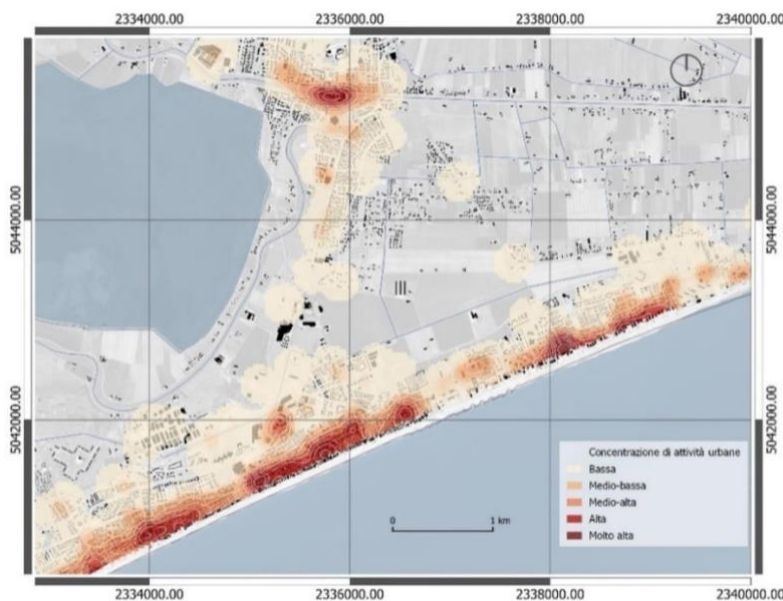 2334000.00 2336000.00 2338000.00 2340000.00
5044000.00 5044000.00
5042000.00 5042000.00
Concentrazione di attività urbane
Bassa
Medio-bassa
Medio-alta
Alta
Molto alta
0 1 km
2334000.00 2336000.00 2338000.00 2340000.00